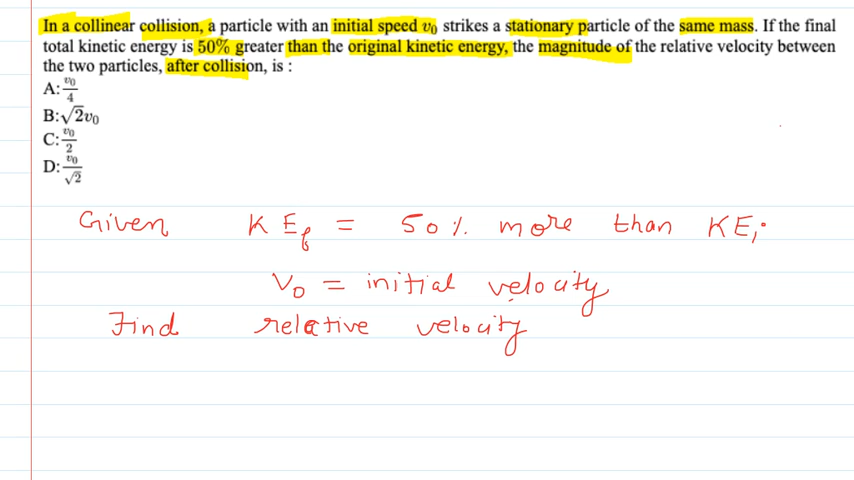 In a collinear collision, a particle with an initial speed v₀ strikes a stationary particle of the same mass. If the final
total kinetic energy is 50% greater than the original kinetic energy, the magnitude of the relative velocity between
the two particles, after collision, is :
A: v₀/4
B: √2v₀
C: v₀/2
D: v₀/√2
Given KE_f = 50% more than KE_i
v₀ = initial velocity
Find relative velocity